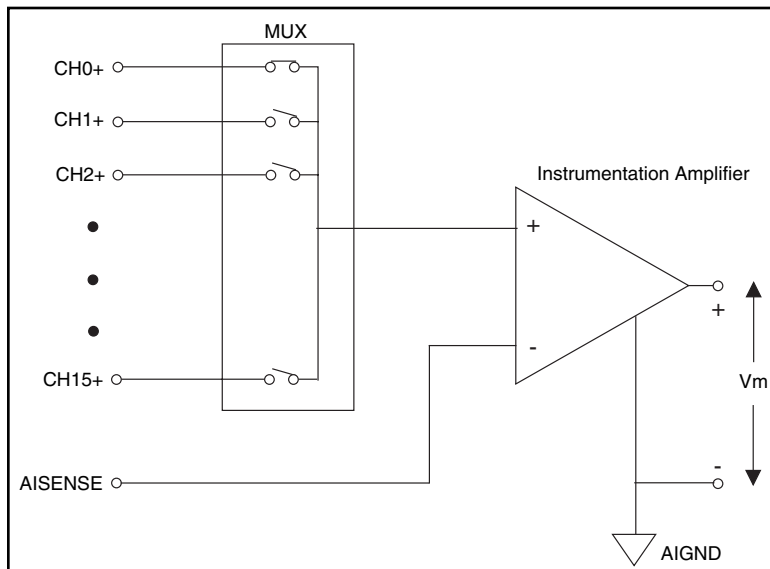 MUX
CH0+
CH1+
CH2+
Instrumentation Amplifier
+
+
-
CH15+
Vm
-
AISENSE
AIGND